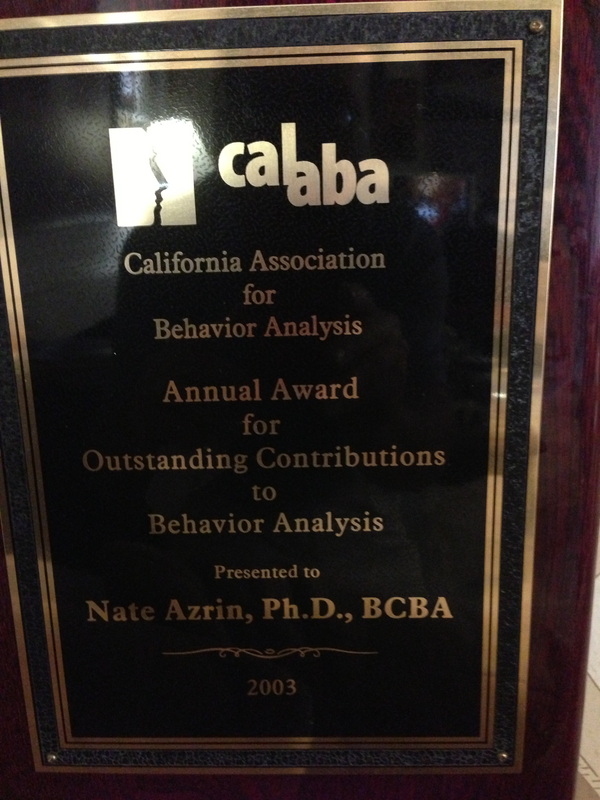 calaba
California Association
for
Behavior Analysis
Annual Award
for
Outstanding Contributions
to
Behavior Analysis
Presented to
Nate Azrin, Ph.D., BCBA
2003